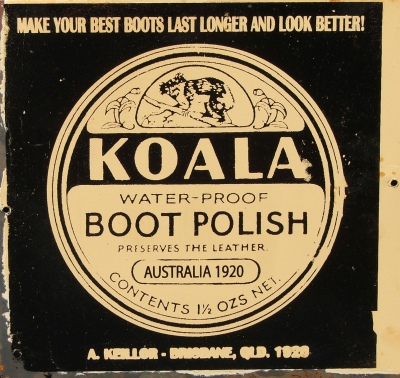 MAKE YOUR BEST BOOTS LAST LONGER AND LOOK BETTER!
KOALA
WATER-PROOF
BOOT POLISH
PRESERVES THE LEATHER.
AUSTRALIA 1920
CONTENTS 1½ OZS NET.
A. KEILLOR - BRISBANE, QLD. 1920